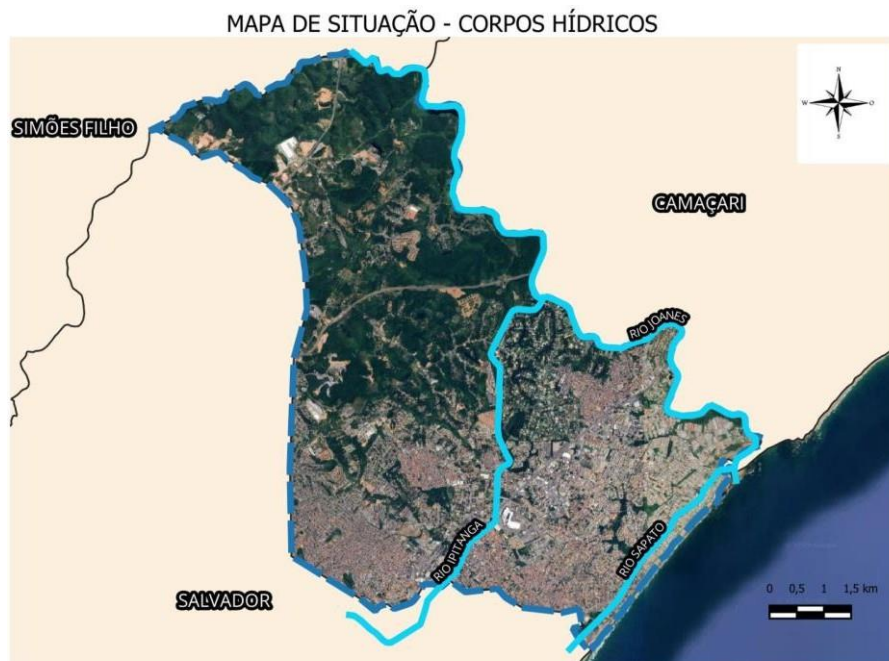 MAPA DE SITUAÇÃO - CORPOS HÍDRICOS
N
W O
S
SIMÕES FILHO
CAMAÇARI
RIO JOANES
RIO IPITANGA
RIO SAPATO
SALVADOR
0 0,5 1 1,5 km